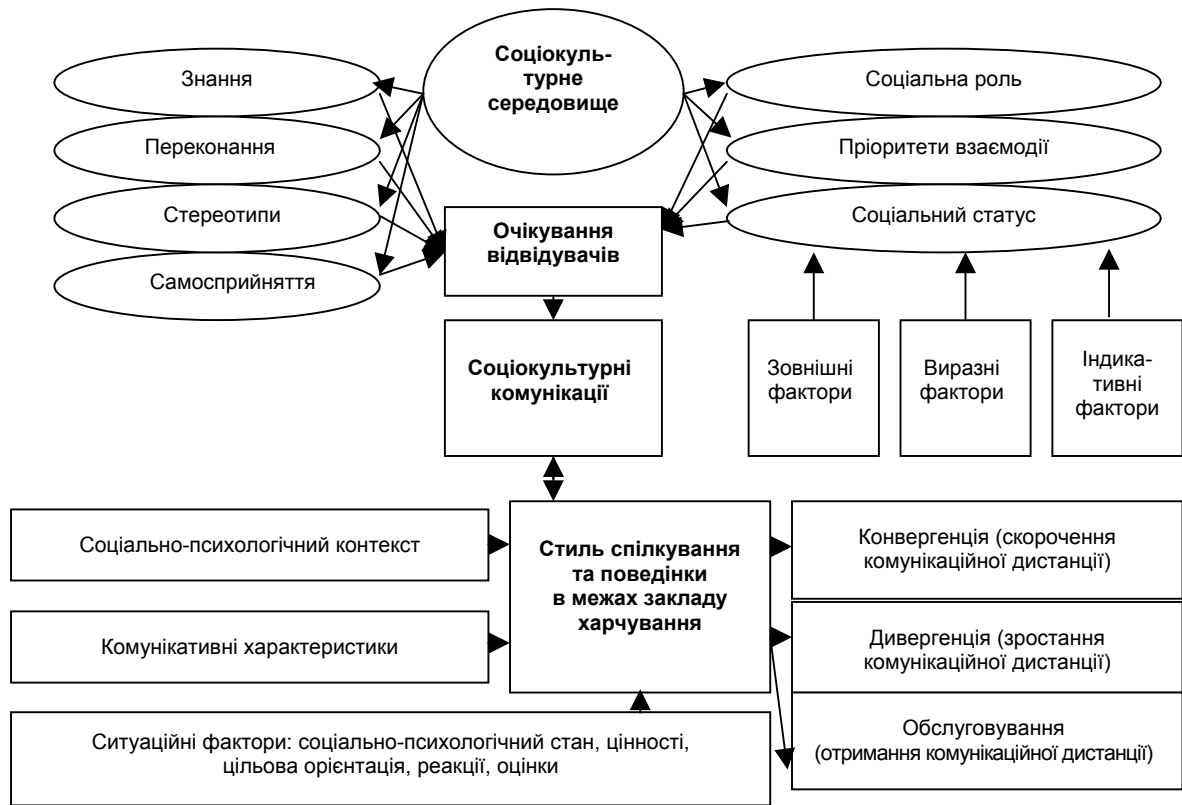 Соціокуль-
турне
середовище
Знання
Переконання
Стереотипи
Самосприйняття
Соціальна роль
Пріоритети взаємодії
Соціальний статус
Очікування
відвідувачів
Соціокультурні
комунікації
Зовнішні
фактори
Виразні
фактори
Індика-
тивні
фактори
Соціально-психологічний контекст
Комунікативні характеристики
Ситуаційні фактори: соціально-психологічний стан, цінності,
цільова орієнтація, реакції, оцінки
Стиль спілкування
та поведінки
в межах закладу
харчування
Конвергенція (скорочення
комунікаційної дистанції)
Дивергенція (зростання
комунікаційної дистанції)
Обслуговування
(отримання комунікаційної дистанції)